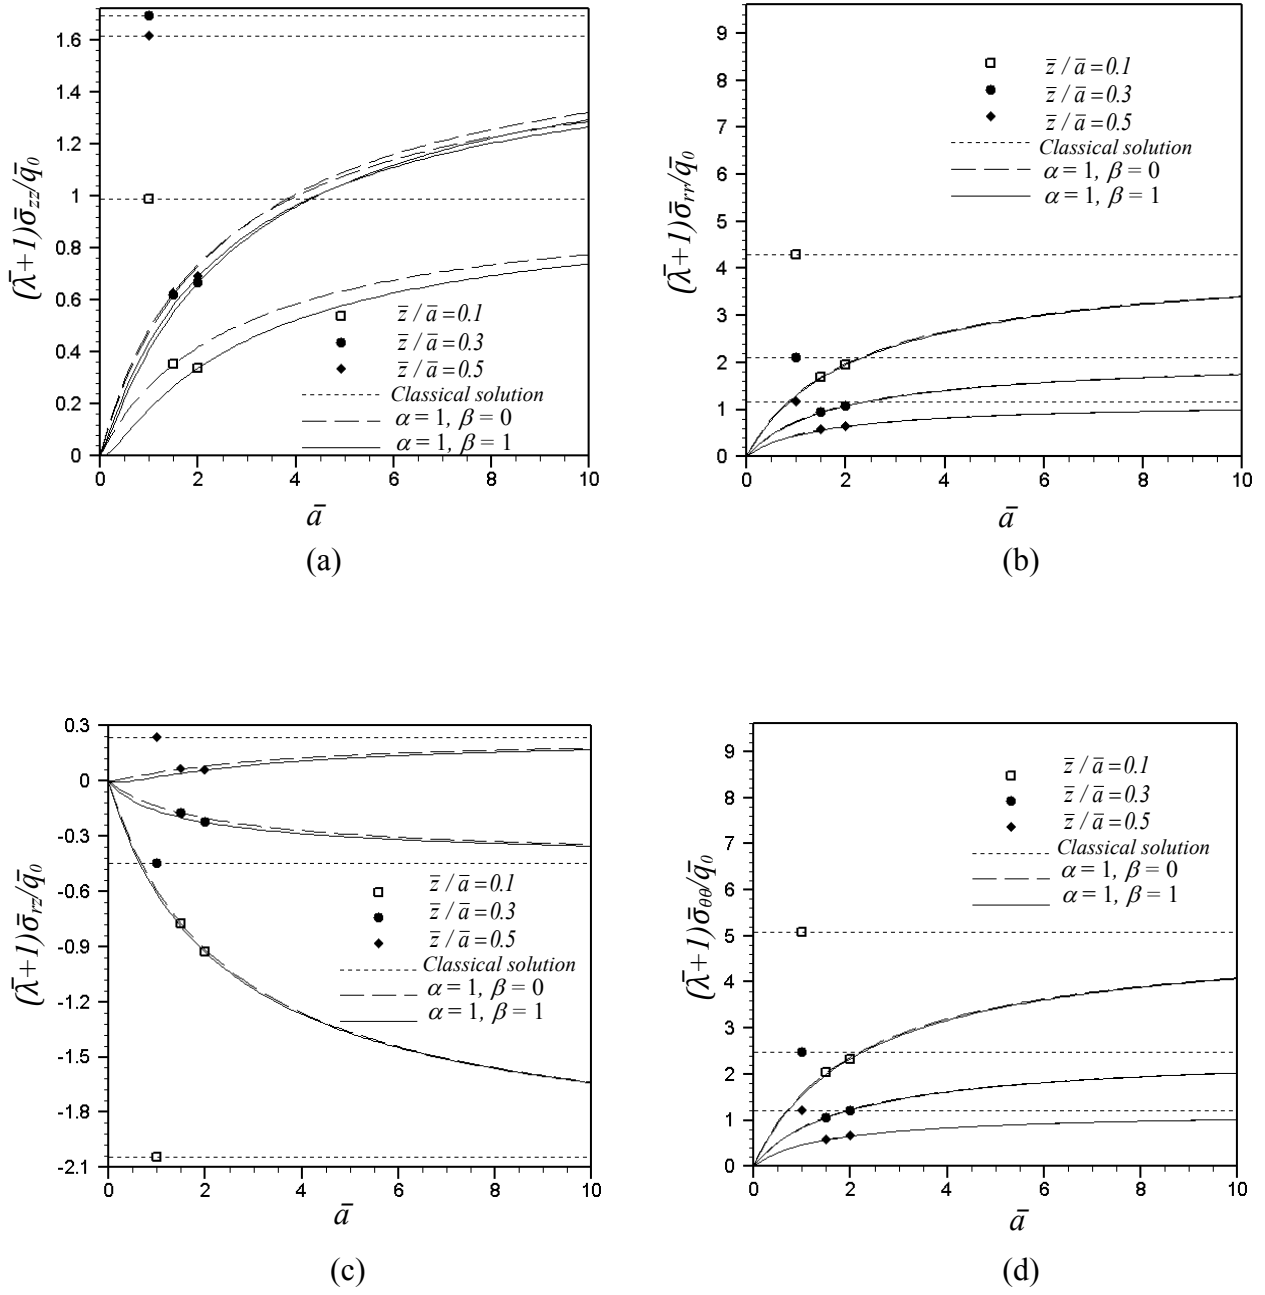 (λ̄+1)σ̄zz/q̄0
1.6
1.4
1.2
1
0.8
0.6
0.4
0.2
0
z̄ / ā=0.1
z̄ / ā=0.3
z̄ / ā=0.5
Classical solution
α = 1, β = 0
α = 1, β = 1
0 2 4 6 8 10
ā
(a)
(λ̄+1)σ̄rr/q̄0
9
8
7
6
5
4
3
2
1
0
z̄ / ā=0.1
z̄ / ā=0.3
z̄ / ā=0.5
Classical solution
α = 1, β = 0
α = 1, β = 1
0 2 4 6 8 10
ā
(b)
(λ̄+1)σ̄rz/q̄0
0.3
0
-0.3
-0.6
-0.9
-1.2
-1.5
-1.8
-2.1
z̄ / ā=0.1
z̄ / ā=0.3
z̄ / ā=0.5
Classical solution
α = 1, β = 0
α = 1, β = 1
0 2 4 6 8 10
ā
(c)
(λ̄+1)σ̄θθ/q̄0
9
8
7
6
5
4
3
2
1
0
z̄ / ā=0.1
z̄ / ā=0.3
z̄ / ā=0.5
Classical solution
α = 1, β = 0
α = 1, β = 1
0 2 4 6 8 10
ā
(d)